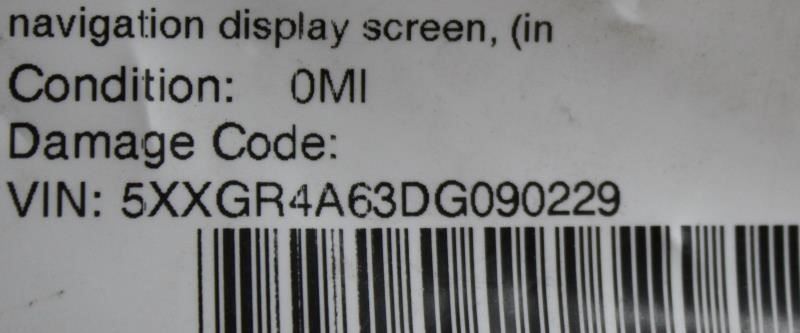 navigation display screen, (in
Condition: 0MI
Damage Code:
VIN: 5XXGR4A63DG090229